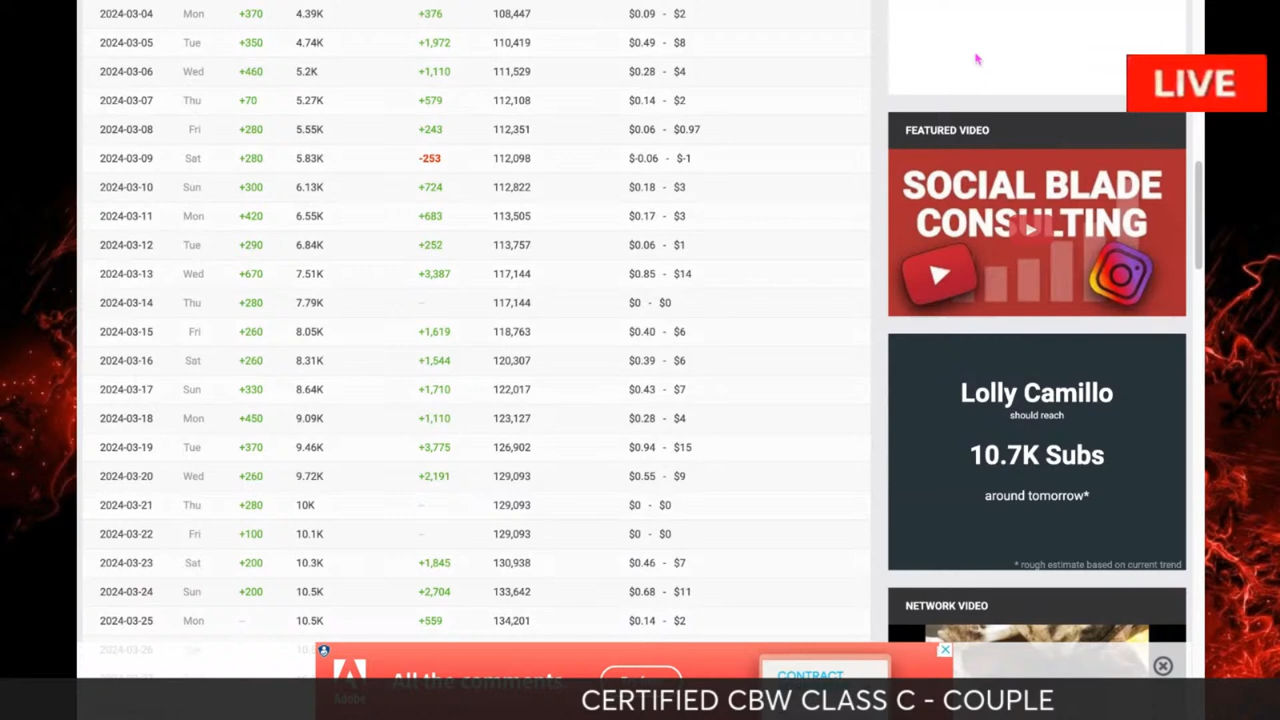 2024-03-04 Mon +370 4.39K +376 108,447 $0.09 - $2
2024-03-05 Tue +350 4.74K +1,972 110,419 $0.49 - $8
2024-03-06 Wed +460 5.2K +1,110 111,529 $0.28 - $4
2024-03-07 Thu +70 5.27K +579 112,108 $0.14 - $2
2024-03-08 Fri +280 5.55K +243 112,351 $0.06 - $0.97
2024-03-09 Sat +280 5.83K -253 112,098 $-0.06 - $-1
2024-03-10 Sun +300 6.13K +724 112,822 $0.18 - $3
2024-03-11 Mon +420 6.55K +683 113,505 $0.17 - $3
2024-03-12 Tue +290 6.84K +252 113,757 $0.06 - $1
2024-03-13 Wed +670 7.51K +3,387 117,144 $0.85 - $14
2024-03-14 Thu +280 7.79K -- 117,144 $0 - $0
2024-03-15 Fri +260 8.05K +1,619 118,763 $0.40 - $6
2024-03-16 Sat +260 8.31K +1,544 120,307 $0.39 - $6
2024-03-17 Sun +330 8.64K +1,710 122,017 $0.43 - $7
2024-03-18 Mon +450 9.09K +1,110 123,127 $0.28 - $4
2024-03-19 Tue +370 9.46K +3,775 126,902 $0.94 - $15
2024-03-20 Wed +260 9.72K +2,191 129,093 $0.55 - $9
2024-03-21 Thu +280 10K -- 129,093 $0 - $0
2024-03-22 Fri +100 10.1K -- 129,093 $0 - $0
2024-03-23 Sat +200 10.3K +1,845 130,938 $0.46 - $7
2024-03-24 Sun +200 10.5K +2,704 133,642 $0.68 - $11
2024-03-25 Mon -- 10.5K +559 134,201 $0.14 - $2
2024-03-26
LIVE
FEATURED VIDEO
SOCIAL BLADE
CONSULTING
Lolly Camillo
should reach
10.7K Subs
around tomorrow*
* rough estimate based on current trend
NETWORK VIDEO
Adobe
All the comments.
CONTRACT
CERTIFIED CBW CLASS C - COUPLE